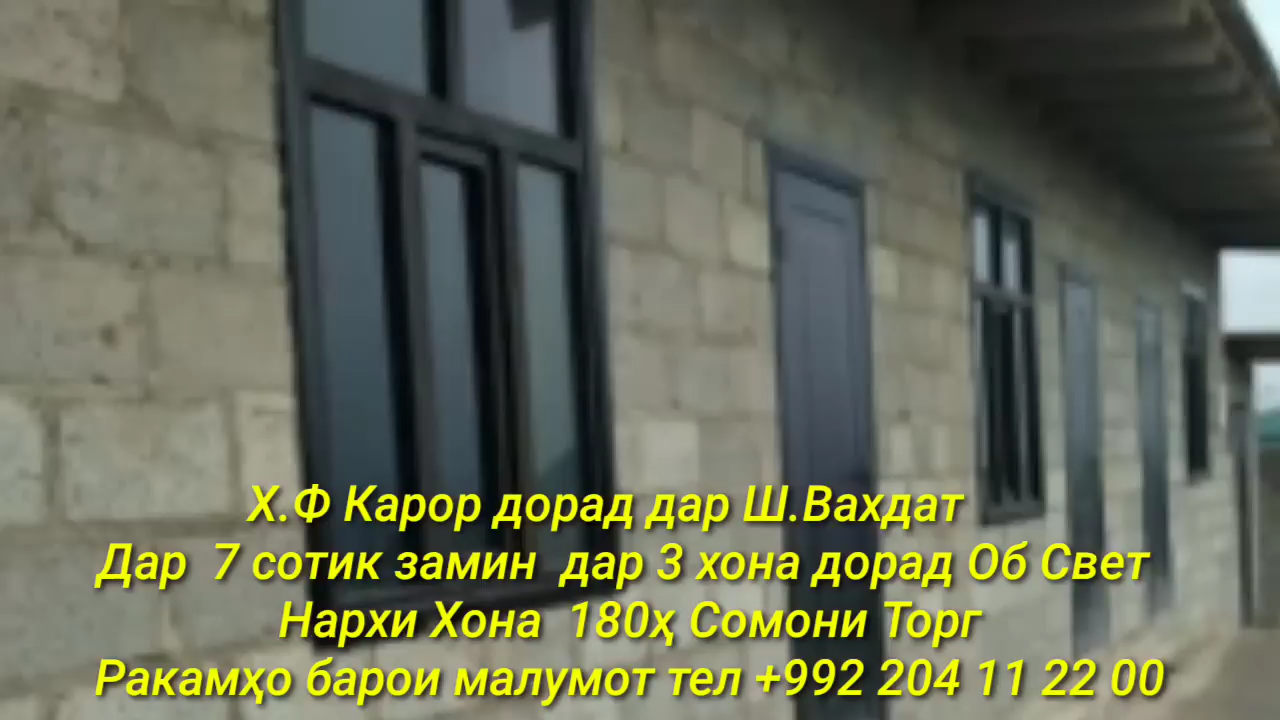 Х.Ф Карор дорад дар Ш.Вахдат
Дар 7 сотик замин дар 3 хона дорад Об Свет
Нархи Хона 180ҳ Сомони Торг
Ракамҳо барои малумот тел +992 204 11 22 00